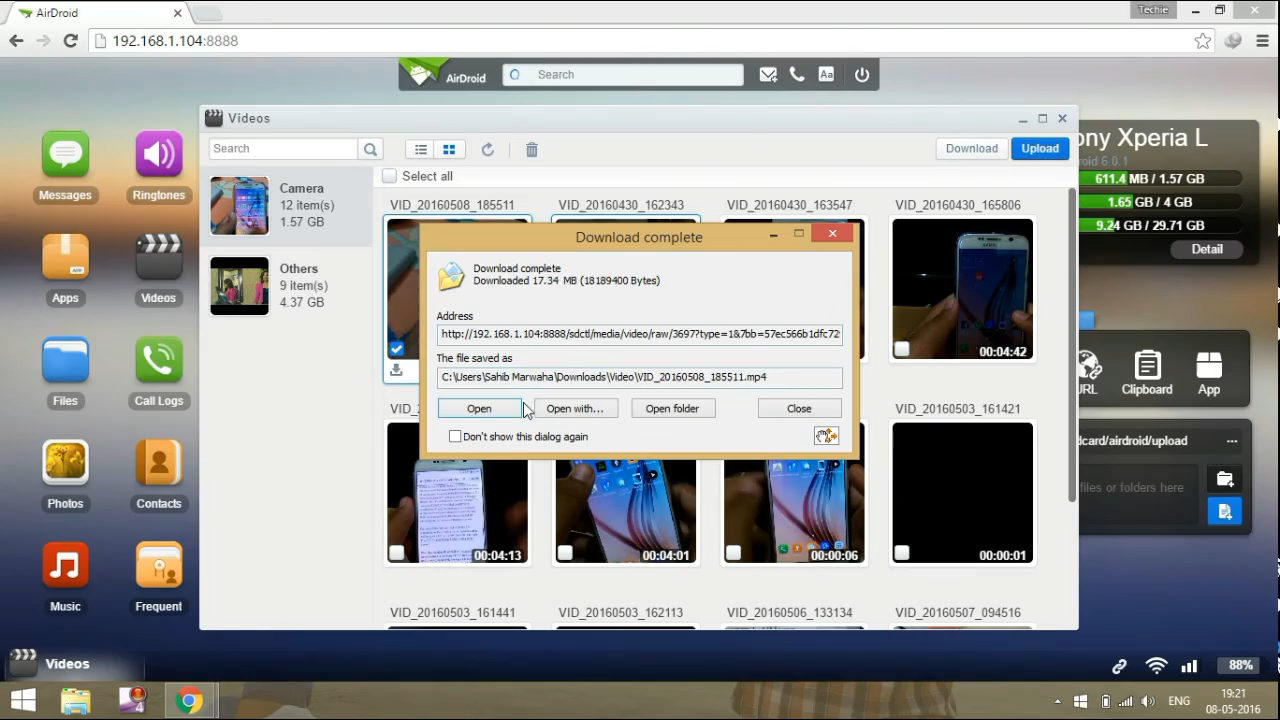 AirDroid
Techie
192.168.1.104:8888
AirDroid
Search
Aa
Videos
Search
Download
Upload
Select all
Camera
12 item(s)
1.57 GB
Others
9 item(s)
4.37 GB
VID_20160508_185511
VID_20160430_162343
VID_20160430_163547
VID_20160430_165806
00:04:42
Download complete
Download complete
Downloaded 17.34 MB (18189400 Bytes)
Address
http://192.168.1.104:8888/sdctl/media/video/raw/3697?type=1&7bb=57ec566b1dfc72
The file saved as
C:\Users\Sahib Marwaha\Downloads\Video\VID_20160508_185511.mp4
Open
Open with...
Open folder
Close
Don't show this dialog again
VID_20160503_161421
00:04:13
00:04:01
00:00:06
00:00:01
VID_20160503_161441
VID_20160503_162113
VID_20160506_133134
VID_20160507_094516
Messages
Ringtones
Apps
Videos
Files
Call Logs
Photos
Contacts
Music
Frequent
ony Xperia L
droid 6.0.1
611.4 MB / 1.57 GB
1.65 GB / 4 GB
9.24 GB / 29.71 GB
Detail
URL
Clipboard
App
dcard/airdroid/upload
files or folders here
Videos
88%
4
ENG
19:21
08-05-2016